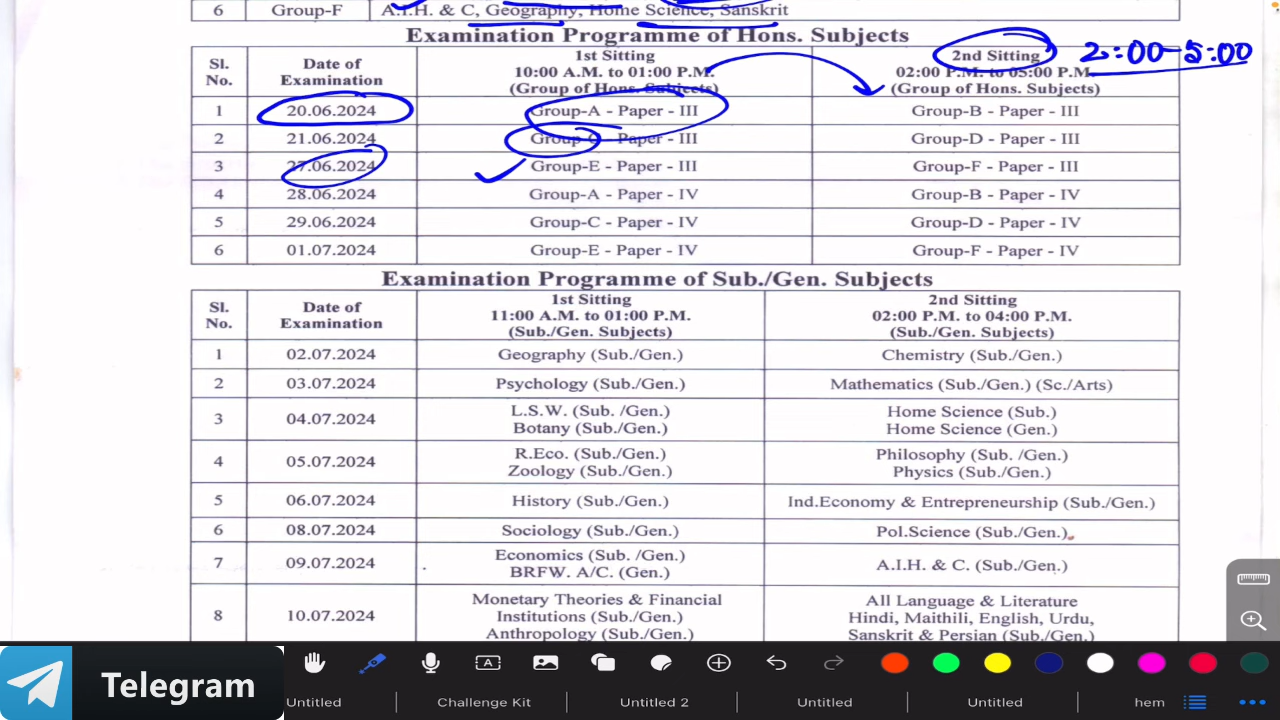 6 Group-F A.I.H. & C, Geography, Home Science, Sanskrit
Examination Programme of Hons. Subjects
Sl. No. Date of Examination 1st Sitting 10:00 A.M. to 01:00 P.M. (Group of Hons. Subjects) 2nd Sitting 02:00 P.M. to 05:00 P.M. (Group of Hons. Subjects)
2:00-5:00
1 20.06.2024 Group-A - Paper - III Group-B - Paper - III
2 21.06.2024 Group-C - Paper - III Group-D - Paper - III
3 27.06.2024 Group-E - Paper - III Group-F - Paper - III
4 28.06.2024 Group-A - Paper - IV Group-B - Paper - IV
5 29.06.2024 Group-C - Paper - IV Group-D - Paper - IV
6 01.07.2024 Group-E - Paper - IV Group-F - Paper - IV
Examination Programme of Sub./Gen. Subjects
Sl. No. Date of Examination 1st Sitting 11:00 A.M. to 01:00 P.M. (Sub./Gen. Subjects) 2nd Sitting 02:00 P.M. to 04:00 P.M. (Sub./Gen. Subjects)
1 02.07.2024 Geography (Sub./Gen.) Chemistry (Sub./Gen.)
2 03.07.2024 Psychology (Sub./Gen.) Mathematics (Sub./Gen.) (Sc./Arts)
3 04.07.2024 L.S.W. (Sub. /Gen.) Botany (Sub./Gen.) Home Science (Sub.) Home Science (Gen.)
4 05.07.2024 R.Eco. (Sub./Gen.) Zoology (Sub./Gen.) Philosophy (Sub. /Gen.) Physics (Sub./Gen.)
5 06.07.2024 History (Sub./Gen.) Ind.Economy & Entrepreneurship (Sub./Gen.)
6 08.07.2024 Sociology (Sub./Gen.) Pol.Science (Sub./Gen.)
7 09.07.2024 Economics (Sub. /Gen.) BRFW. A/C. (Gen.) A.I.H. & C. (Sub./Gen.)
8 10.07.2024 Monetary Theories & Financial Institutions (Sub./Gen.) Anthropology (Sub./Gen.) All Language & Literature Hindi, Maithili, English, Urdu, Sanskrit & Persian (Sub./Gen.)
Telegram
Untitled Challenge Kit Untitled 2 Untitled Untitled hem